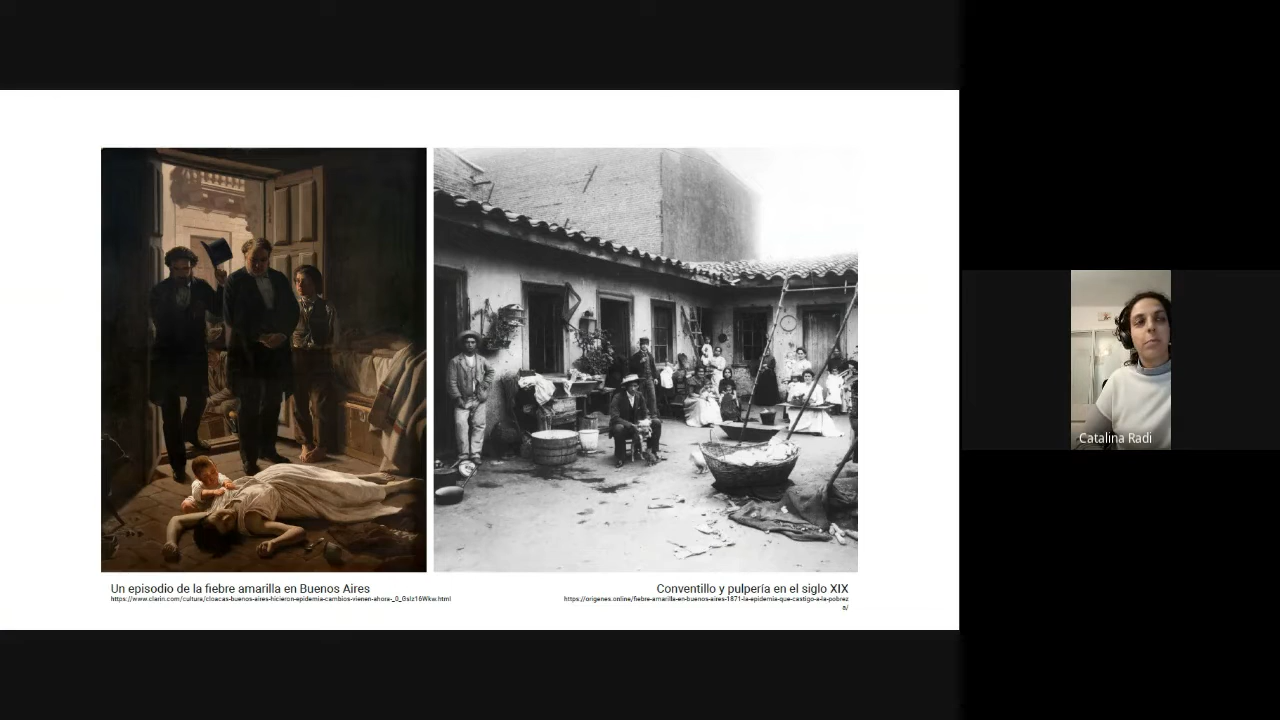 Un episodio de la fiebre amarilla en Buenos Aires
https://www.clarin.com/cultura/cloacas-buenos-aires-hicieron-epidemia-cambios-vienen-ahora-_0_GsIz16Wkw.html
Conventillo y pulpería en el siglo XIX
https://origenes.online/fiebre-amarilla-en-buenos-aires-1871-la-epidemia-que-castigo-a-la-pobrez
a/
Catalina Radi